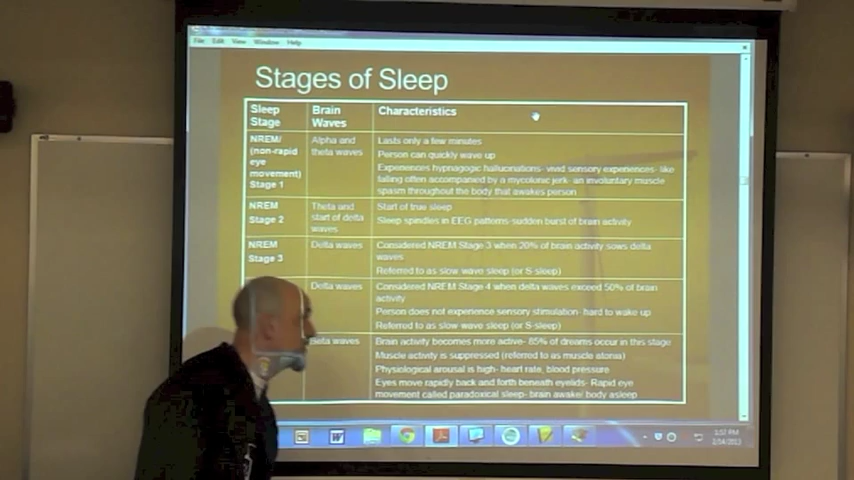 File Edit View Window Help
Stages of Sleep
Sleep Stage
Brain Waves
Characteristics
NREM/
(non-rapid
eye
movement)
Stage 1
Alpha and
theta waves
Lasts only a few minutes
Person can quickly wave up
Experiences hypnagogic hallucinations- vivid sensory experiences- like
falling often accompanied by a mycolonic jerk- an involuntary muscle
spasm throughout the body that awakes person
NREM
Stage 2
Theta and
start of delta
waves
Start of true sleep
Sleep spindles in EEG patterns-sudden burst of brain activity
NREM
Stage 3
Delta waves
Considered NREM Stage 3 when 20% of brain activity sows delta
waves
Referred to as slow wave sleep (or S-sleep)
Delta waves
Considered NREM Stage 4 when delta waves exceed 50% of brain
activity
Person does not experience sensory stimulation- hard to wake up
Referred to as slow wave sleep (or S-sleep)
Beta waves
Brain activity becomes more active- 85% of dreams occur in this stage
Muscle activity is suppressed (referred to as muscle atonia)
Physiological arousal is high- heart rate, blood pressure
Eyes move rapidly back and forth beneath eyelids- Rapid eye
movement called paradoxical sleep- brain awake/ body asleep
1:57 PM
2/14/2013